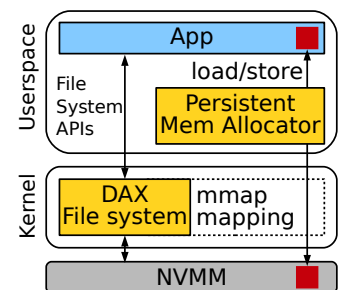 Userspace
App
load/store
File
System
APIs
Persistent
Mem Allocator
Kernel
DAX
File system
mmap
mapping
NVMM